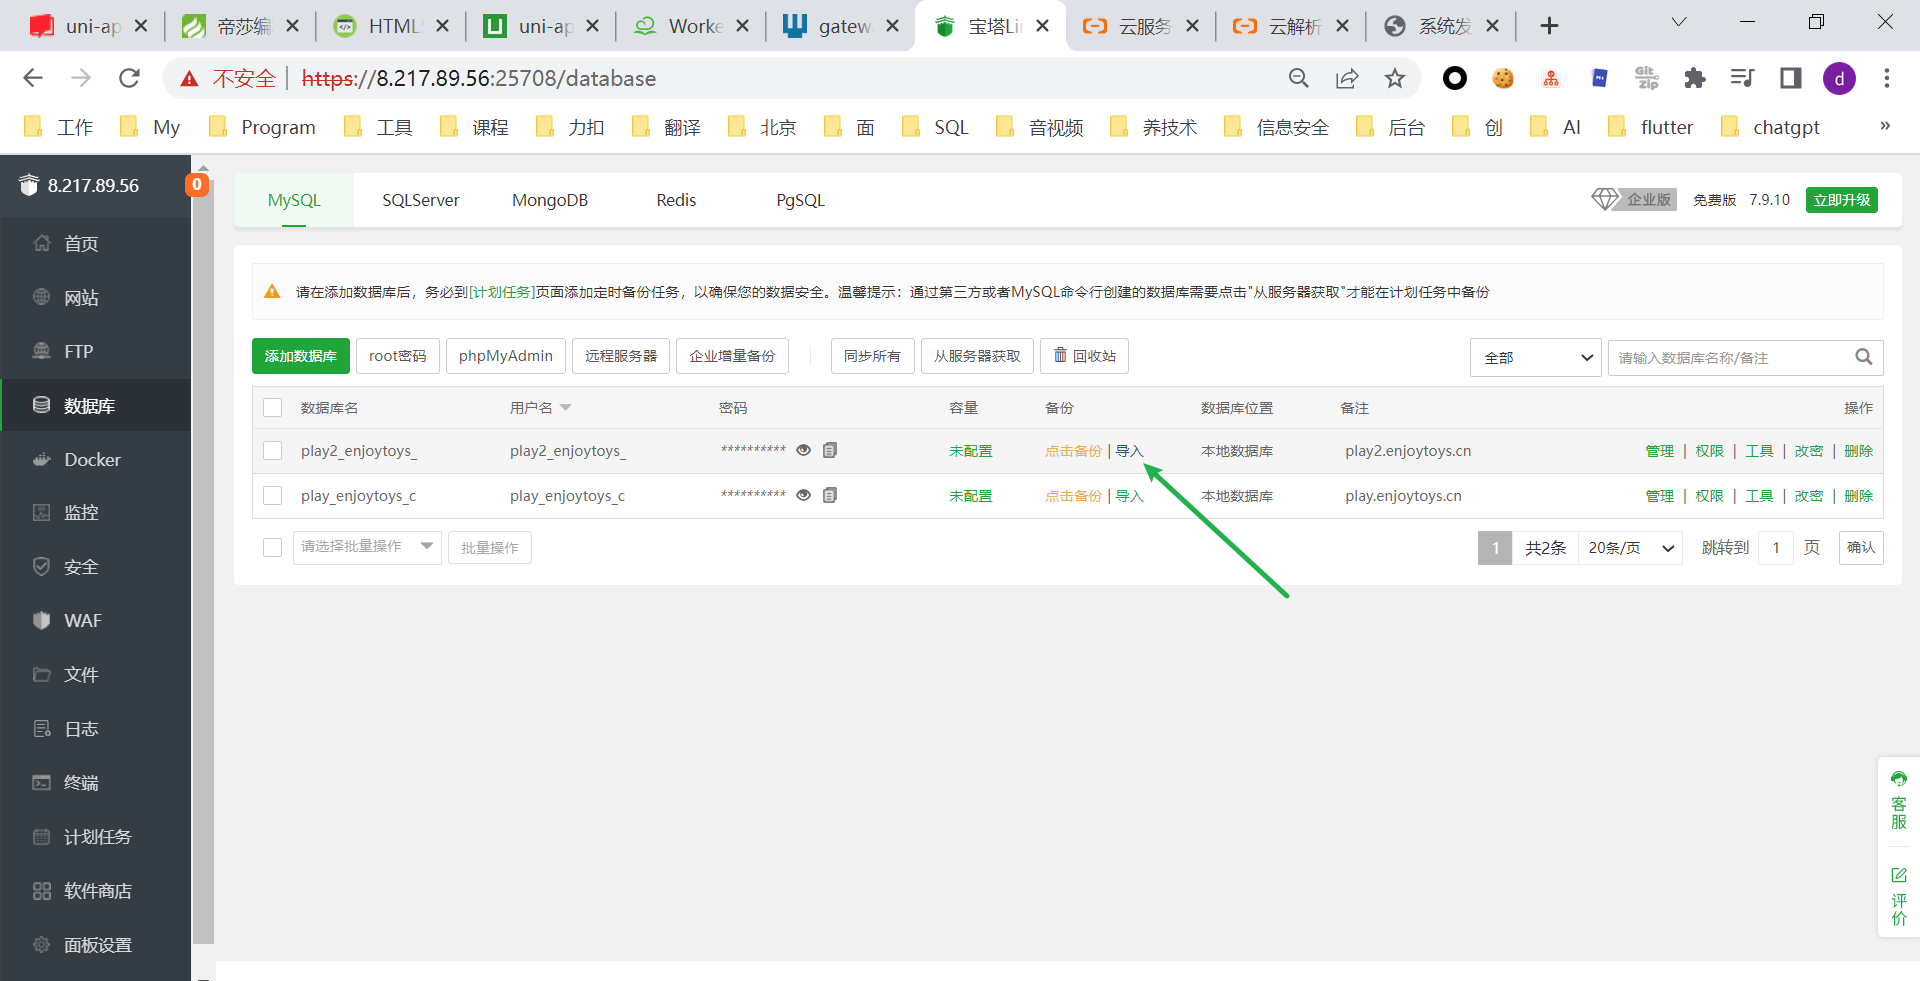 uni-ap
帝莎编
HTML5
uni-ap
Worke
gatew
宝塔Lin
云服务
云解析
系统发
不安全 https://8.217.89.56:25708/database
Git Zip
d
工作
My
Program
工具
课程
力扣
翻译
北京
面
SQL
音视频
养技术
信息安全
后台
创
AI
flutter
chatgpt
»
8.217.89.56
0
首页
网站
FTP
数据库
Docker
监控
安全
WAF
文件
日志
终端
计划任务
软件商店
面板设置
MySQL
SQLServer
MongoDB
Redis
PgSQL
企业版
免费版 7.9.10
立即升级
请在添加数据库后，务必到[计划任务]页面添加定时备份任务，以确保您的数据安全。温馨提示：通过第三方或者MySQL命令行创建的数据库需要点击"从服务器获取"才能在计划任务中备份
添加数据库
root密码
phpMyAdmin
远程服务器
企业增量备份
同步所有
从服务器获取
回收站
全部
请输入数据库名称/备注
数据库名 用户名 密码 容量 备份 数据库位置 备注 操作
play2_enjoytoys_ play2_enjoytoys_ ********** 未配置 点击备份 | 导入 本地数据库 play2.enjoytoys.cn 管理 | 权限 | 工具 | 改密 | 删除
play_enjoytoys_c play_enjoytoys_c ********** 未配置 点击备份 | 导入 本地数据库 play.enjoytoys.cn 管理 | 权限 | 工具 | 改密 | 删除
请选择批量操作
批量操作
1 共2条 20条/页 跳转到 1 页 确认
客服
评价